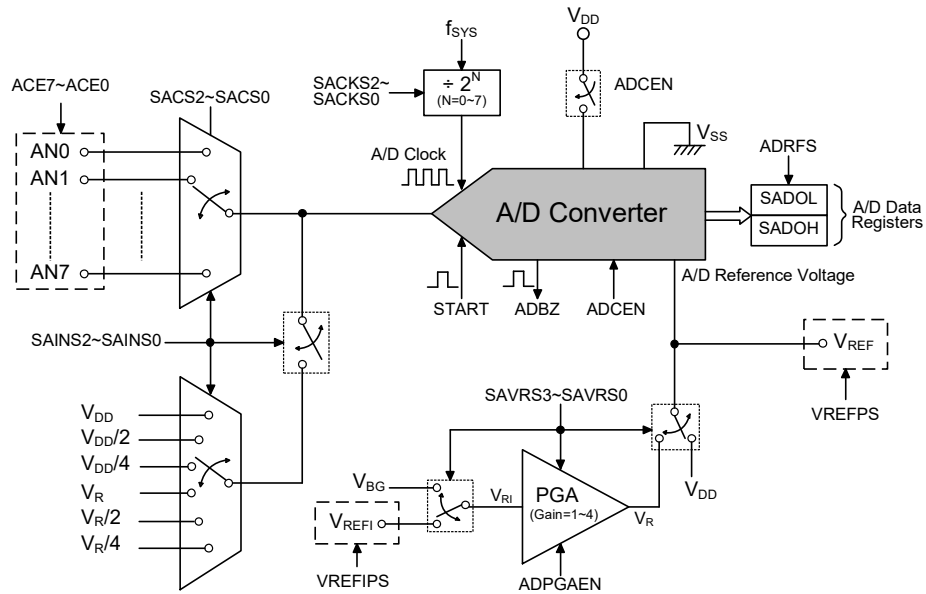 fSYS
VDD
ACE7~ACE0
SACS2~SACS0
SACKS2~
SACKS0
÷ 2^N
(N=0~7)
ADCEN
VSS
AN0
AN1
AN7
A/D Clock
A/D Converter
ADRFS
SADOL
SADOH
A/D Data
Registers
START
ADBZ
ADCEN
A/D Reference Voltage
SAINS2~SAINS0
VREF
VREFPS
SAVRS3~SAVRS0
VDD
VDD/2
VDD/4
VR
VR/2
VR/4
VBG
VREFI
VREFIPS
VRI
PGA
(Gain=1~4)
VR
VDD
ADPGAEN